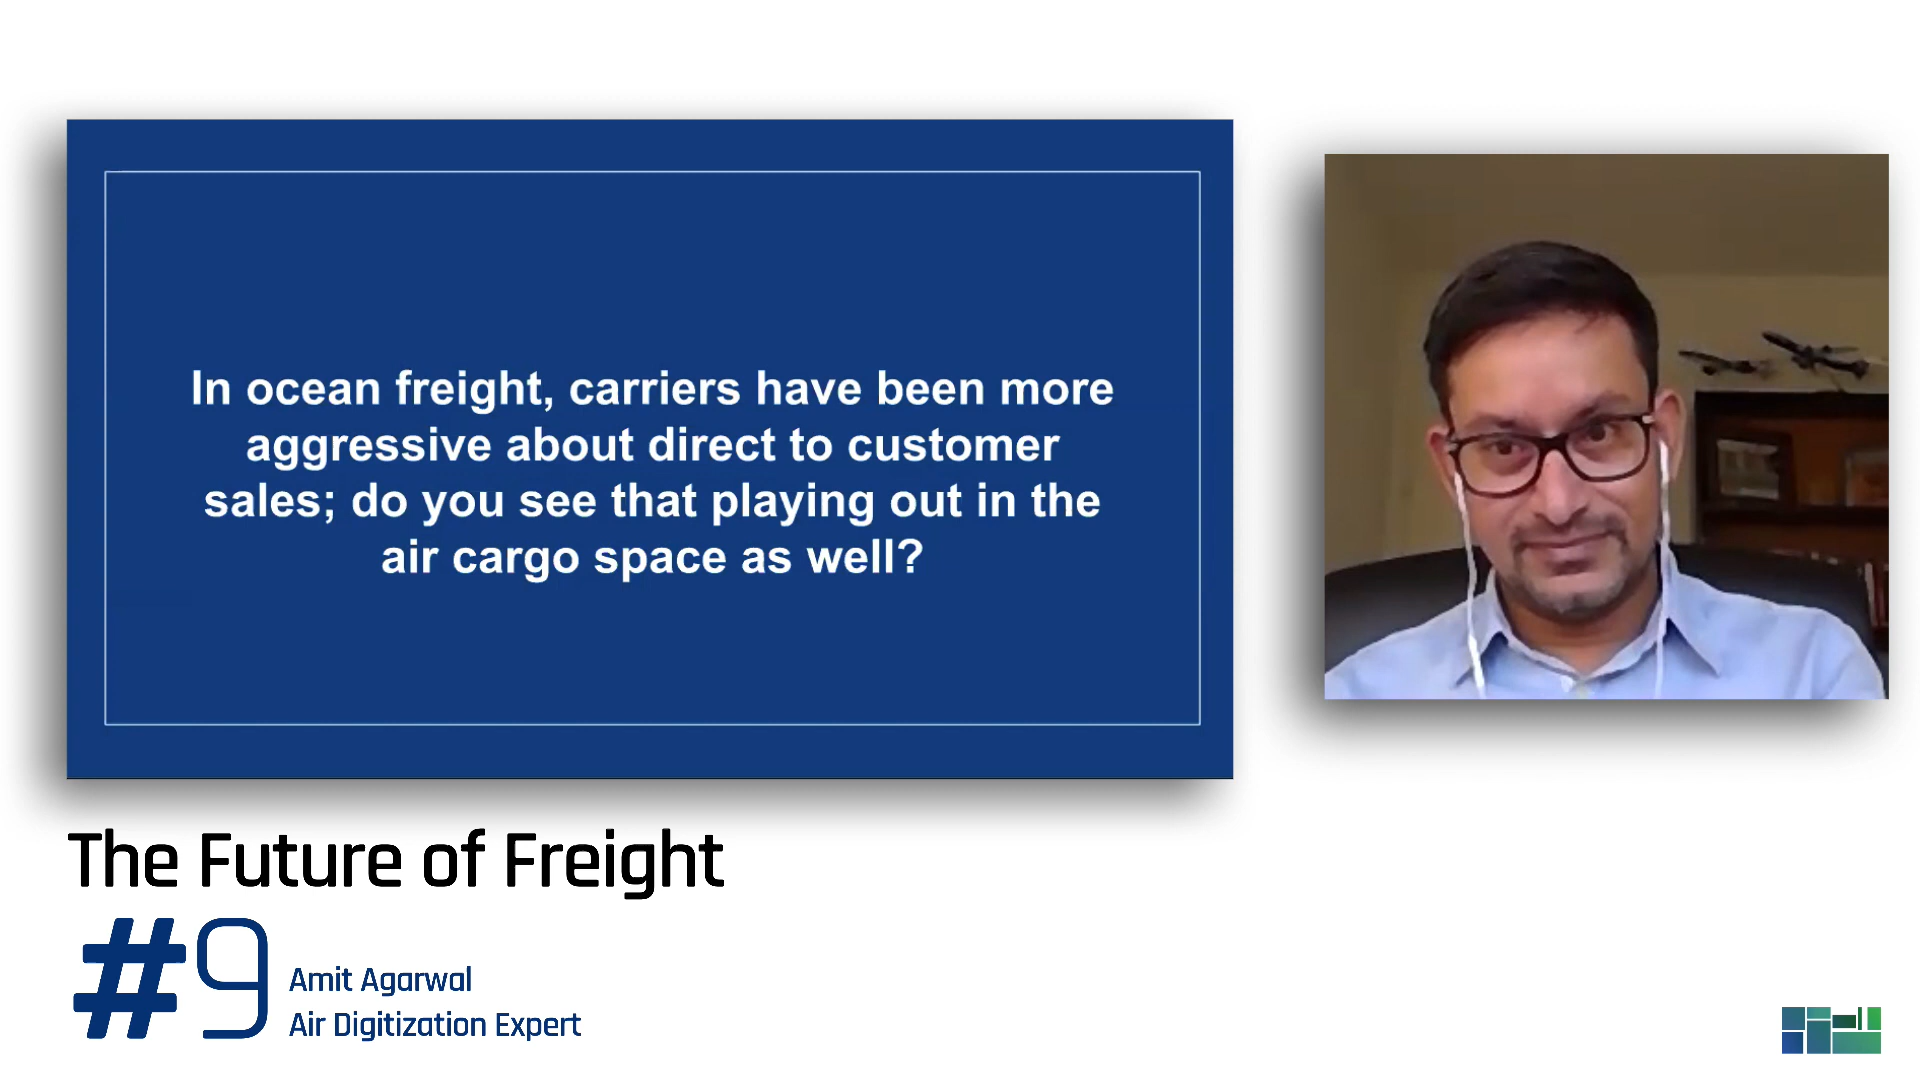 In ocean freight, carriers have been more
aggressive about direct to customer
sales; do you see that playing out in the
air cargo space as well?
The Future of Freight
#9
Amit Agarwal
Air Digitization Expert